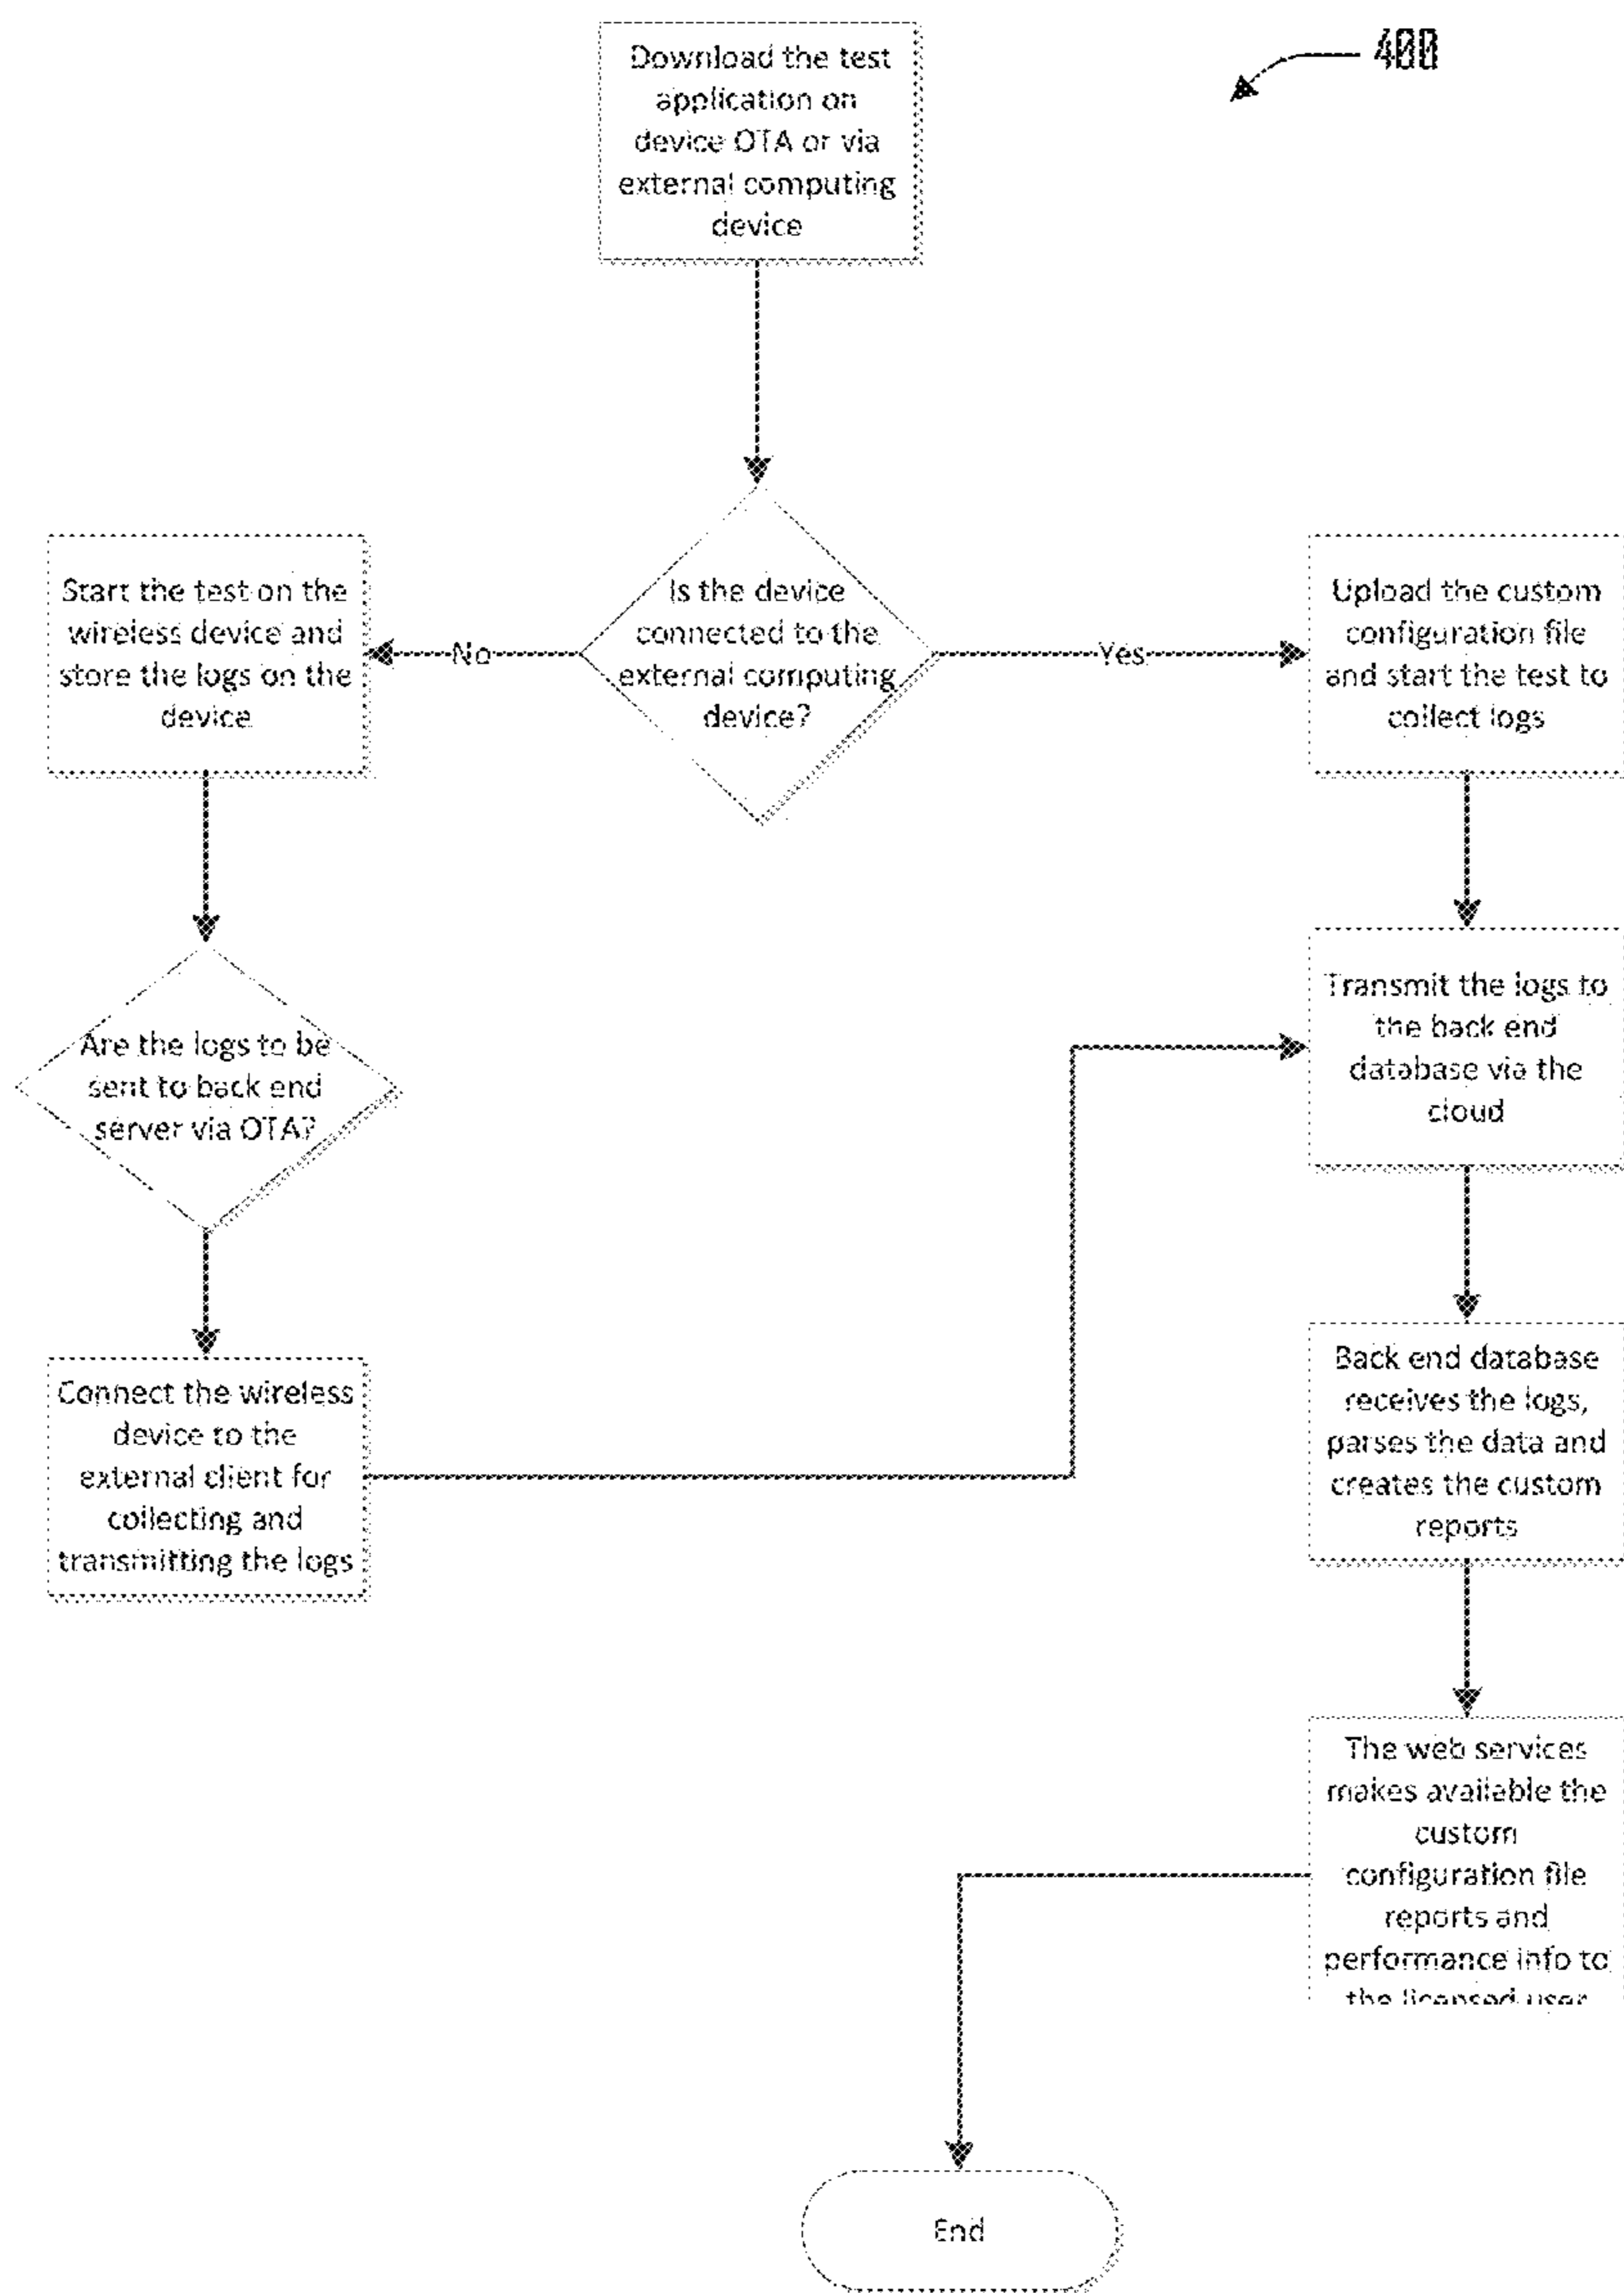 Download the test
application on
device OTA or via
external computing
device
400
Start the test on the
wireless device and
store the logs on the
device
No
Is the device
connected to the
external computing
device?
Yes
Upload the custom
configuration file
and start the test to
collect logs
Are the logs to be
sent to back end
server via OTA?
Transmit the logs to
the back end
database via the
cloud
Connect the wireless
device to the
external client for
collecting and
transmitting the logs
Back end database
receives the logs,
parses the data and
creates the custom
reports
The web services
makes available the
custom
configuration file
reports and
performance info to
the licensed user
End